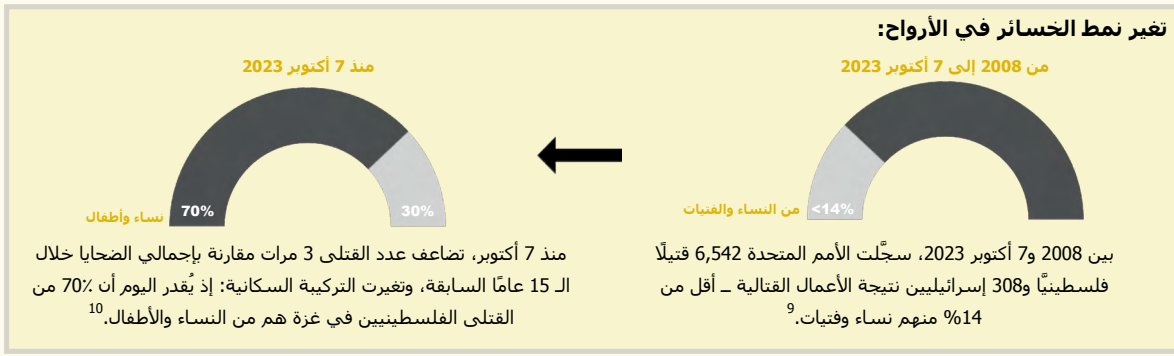 تغير نمط الخسائر في الأرواح:
من 2008 إلى 7 أكتوبر 2023
<14%
من النساء والفتيات
بين 2008 و7 أكتوبر 2023، سجَّلت الأمم المتحدة 6,542 قتيلًا
فلسطينيًّا و308 إسرائيليين نتيجة الأعمال القتالية – أقل من
14% منهم نساء وفتيات.9
منذ 7 أكتوبر 2023
30%
70%
نساء وأطفال
منذ 7 أكتوبر، تضاعف عدد القتلى 3 مرات مقارنة بإجمالي الضحايا خلال
الـ 15 عامًا السابقة، وتغيرت التركيبة السكانية: إذ يُقدر اليوم أن 70٪ من
القتلى الفلسطينيين في غزة هم من النساء والأطفال.10